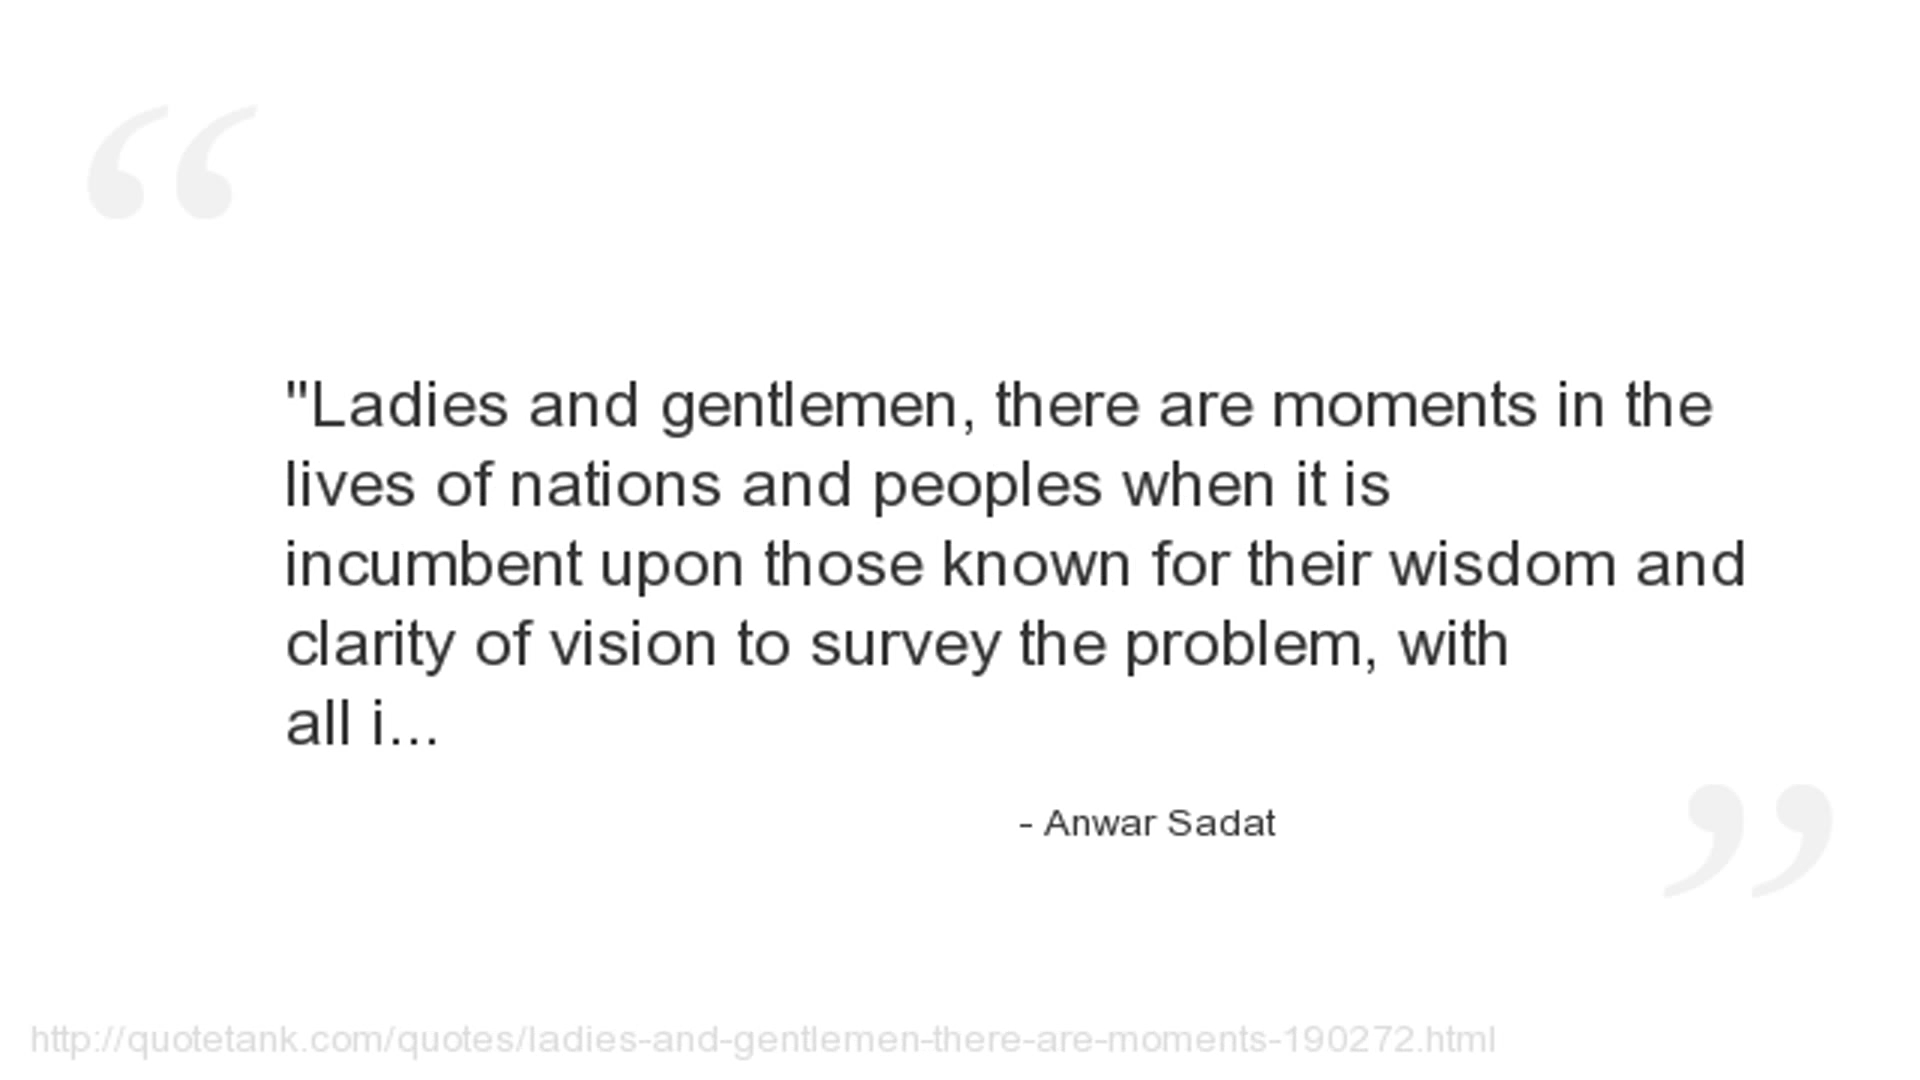 "Ladies and gentlemen, there are moments in the
lives of nations and peoples when it is
incumbent upon those known for their wisdom and
clarity of vision to survey the problem, with
all i...
- Anwar Sadat
http://quotetank.com/quotes/ladies-and-gentlemen-there-are-moments-190272.html